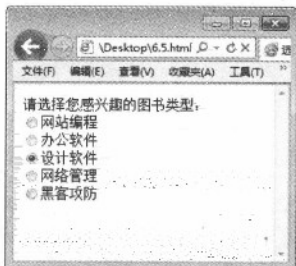 \Desktop\6.5.html
文件(F) 编辑(E) 查看(V) 收藏夹(A) 工具(T)
请选择您感兴趣的图书类型：
网站编程
办公软件
设计软件
网络管理
黑客攻防